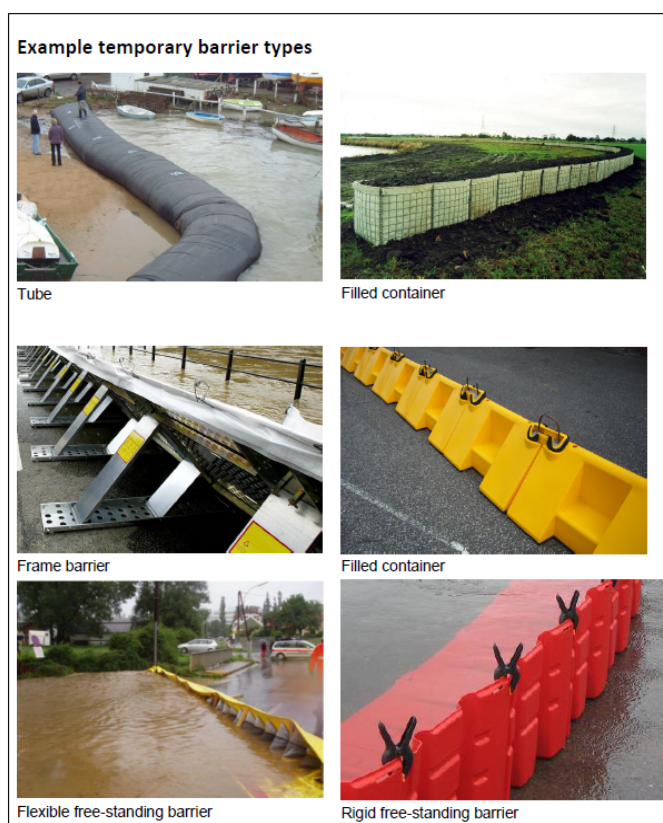 Example temporary barrier types
Tube
Filled container
Frame barrier
Filled container
Flexible free-standing barrier
Rigid free-standing barrier